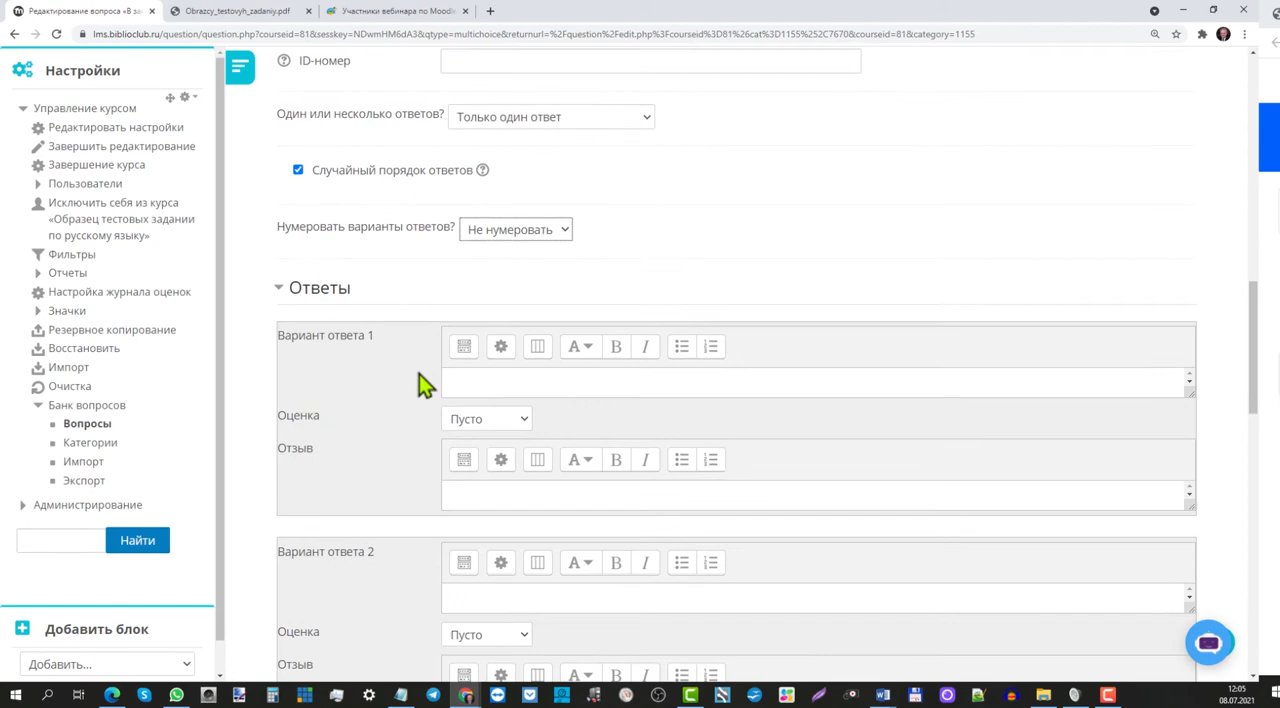 Редактирование вопроса «В за
Obrazcy_testovyh_zadaniy.pdf
Участники вебинара по Moodle
lms.biblioclub.ru/question/question.php?courseid=81&sesskey=NDwmHM6dA3&qtype=multichoice&returnurl=%2Fquestion%2Fedit.php%3Fcourseid%3D81%26cat%3D1155%2C7670&courseid=81&category=1155
Настройки
Управление курсом
Редактировать настройки
Завершить редактирование
Завершение курса
Пользователи
Исключить себя из курса
«Образец тестовых задании
по русскому языку»
Фильтры
Отчеты
Настройка журнала оценок
Значки
Резервное копирование
Восстановить
Импорт
Очистка
Банк вопросов
Вопросы
Категории
Импорт
Экспорт
Администрирование
Найти
Добавить блок
Добавить...
ID-номер
Один или несколько ответов? Только один ответ
Случайный порядок ответов
Нумеровать варианты ответов? Не нумеровать
Ответы
Вариант ответа 1
A B I
Оценка Пусто
Отзыв
A B I
Вариант ответа 2
A B I
Оценка Пусто
Отзыв
A B I
12:05
08.07.2021